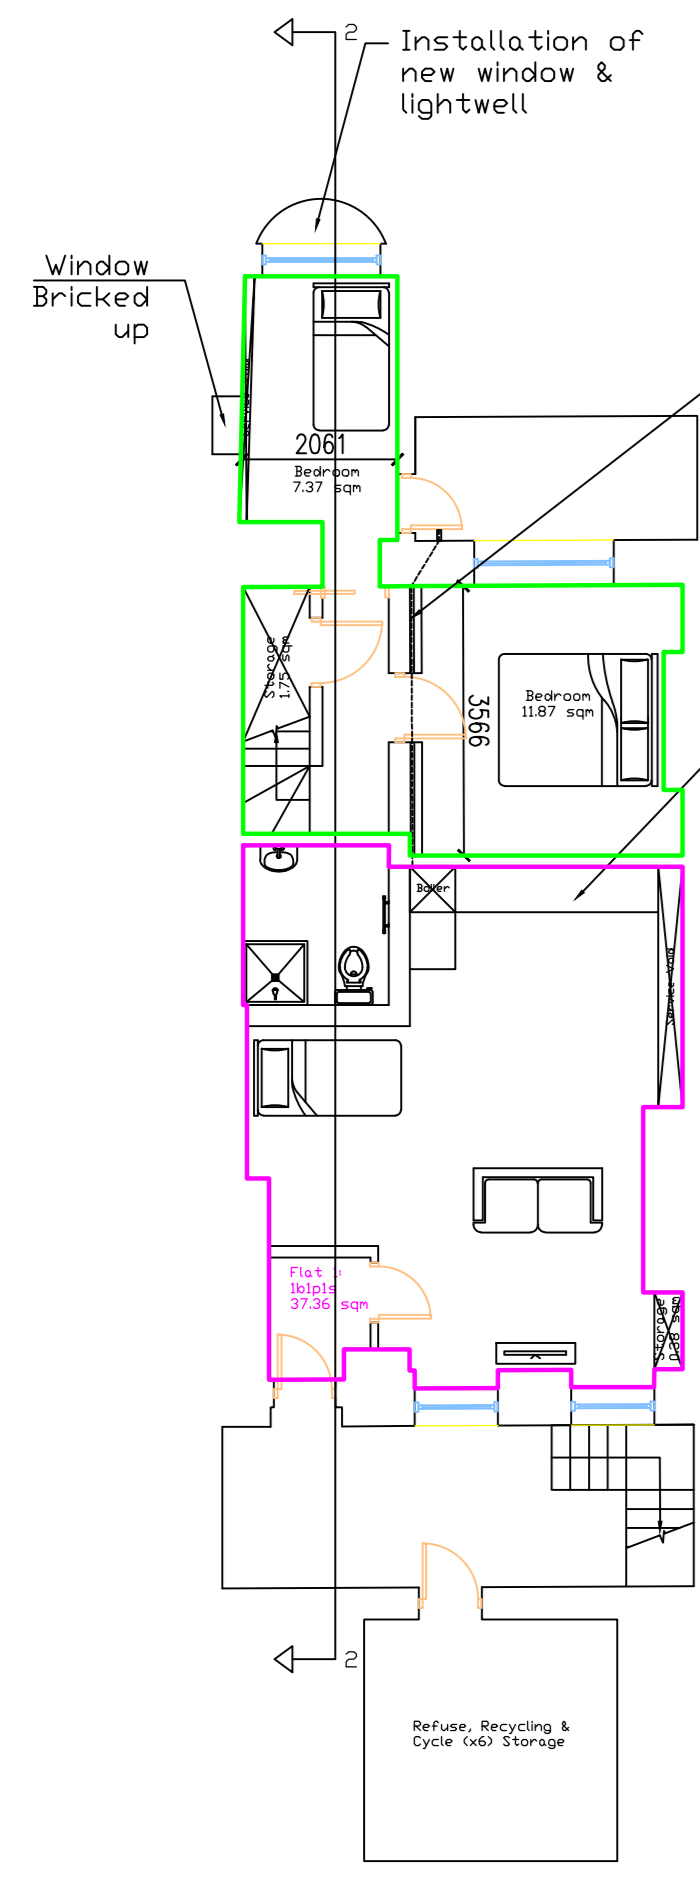 2
Installation of
new window &
lightwell
Window
Bricked
up
2061
Bedroom
7.37 sqm
Storage
1.75 sqm
3566
Bedroom
11.87 sqm
Boiler
Service Void
Flat 1:
1b1p1s
37.36 sqm
Storage
0.38 sqm
2
Refuse, Recycling &
Cycle (x6) Storage